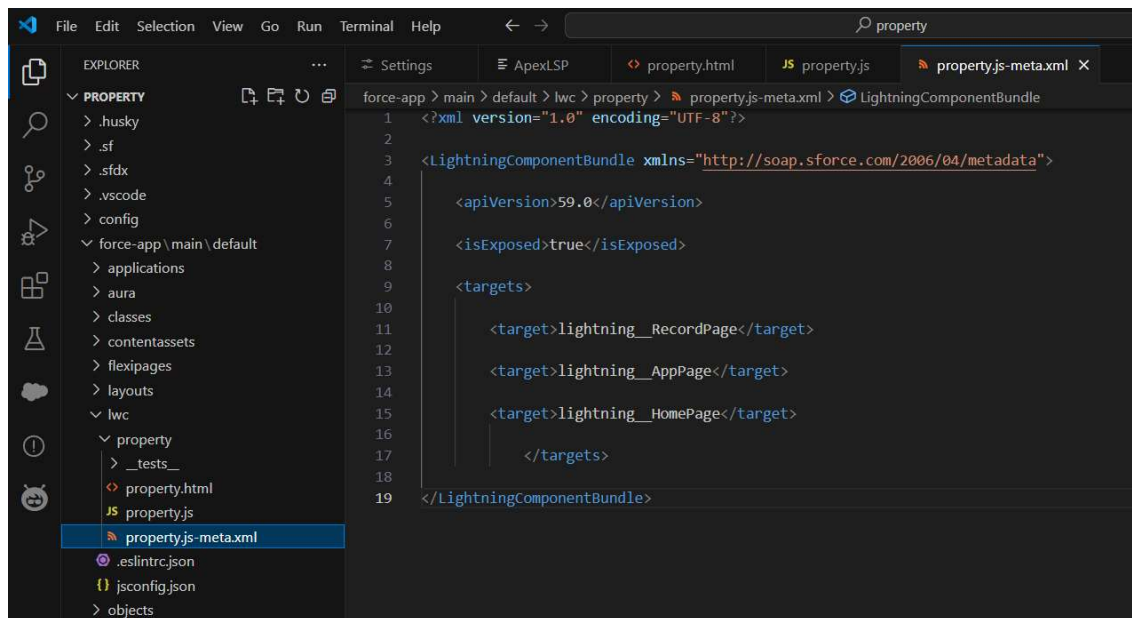 File Edit Selection View Go Run Terminal Help
property
EXPLORER
Settings
ApexLSP
property.html
JS property.js
property.js-meta.xml
PROPERTY
force-app > main > default > lwc > property > property.js-meta.xml > LightningComponentBundle
.husky
.sf
.sfdx
.vscode
config
force-app\main\default
applications
aura
classes
contentassets
flexipages
layouts
lwc
property
__tests__
property.html
JS property.js
property.js-meta.xml
.eslintrc.json
{} jsconfig.json
objects
1 <?xml version="1.0" encoding="UTF-8"?>
2
3 <LightningComponentBundle xmlns="http://soap.sforce.com/2006/04/metadata">
4
5 <apiVersion>59.0</apiVersion>
6
7 <isExposed>true</isExposed>
8
9 <targets>
10
11 <target>lightning__RecordPage</target>
12
13 <target>lightning__AppPage</target>
14
15 <target>lightning__HomePage</target>
16
17 </targets>
18
19 </LightningComponentBundle>